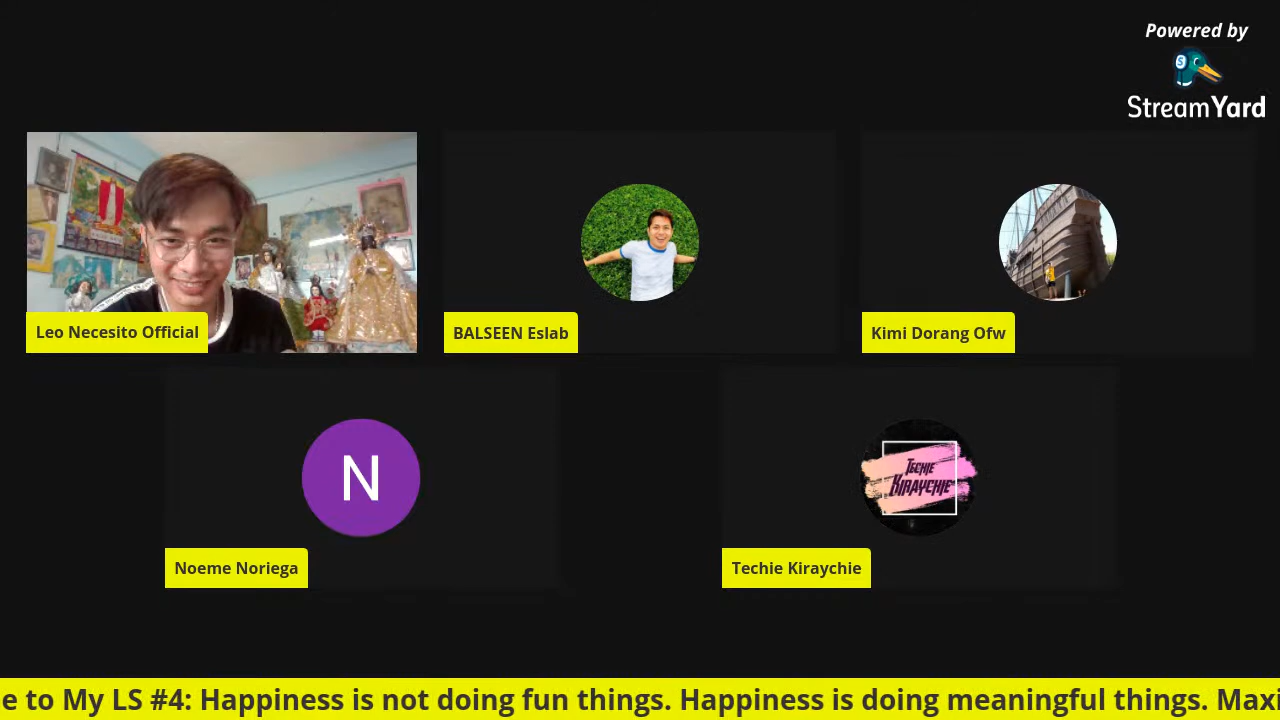 Powered by
StreamYard
Leo Necesito Official
BALSEEN Eslab
Kimi Dorang Ofw
N
Noeme Noriega
Techie
Kiraychie
Techie Kiraychie
e to My LS #4: Happiness is not doing fun things. Happiness is doing meaningful things. Maxi